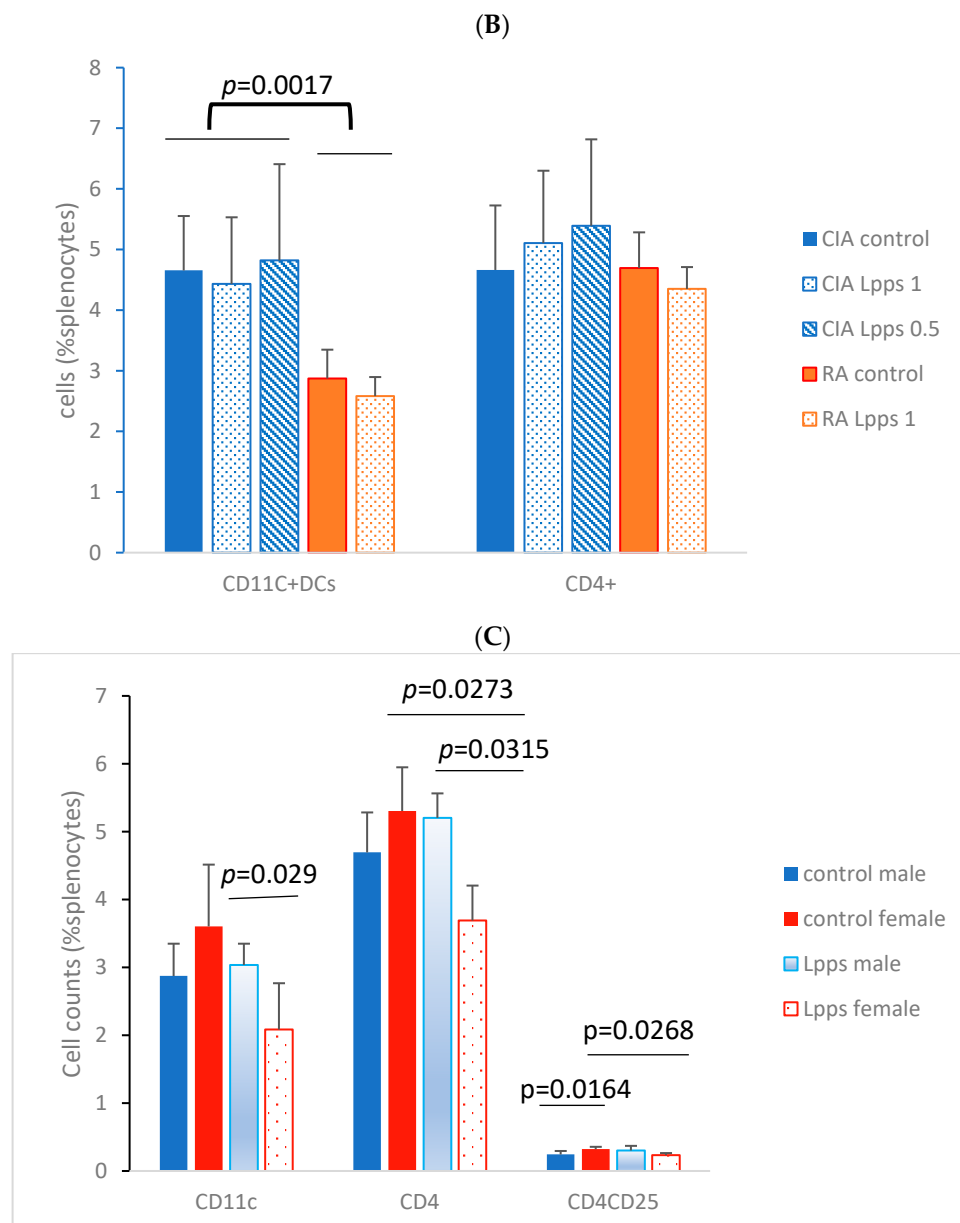 (B)
8
7
6
5
4
3
2
1
0
cells (%splenocytes)
p=0.0017
CD11C+DCs
CD4+
CIA control
CIA Lpps 1
CIA Lpps 0.5
RA control
RA Lpps 1
(C)
7
6
5
4
3
2
1
0
Cell counts (%splenocytes)
p=0.0273
p=0.0315
p=0.029
p=0.0268
p=0.0164
CD11c
CD4
CD4CD25
control male
control female
Lpps male
Lpps female